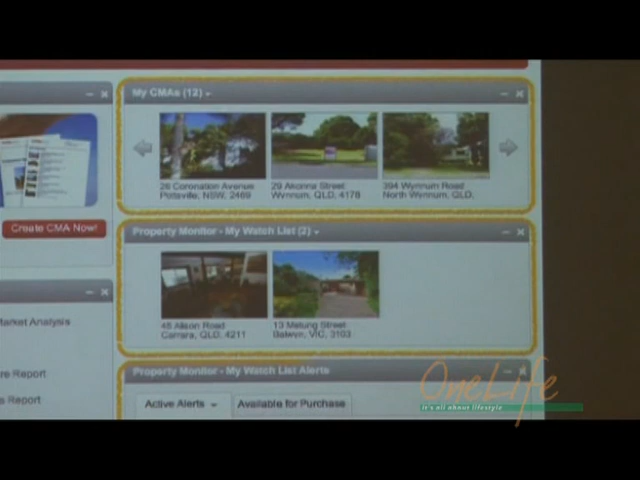 My CMAs (12)
26 Coronation Avenue
Pottsville, NSW, 2489
29 Akonna Street
Wynnum, QLD, 4178
394 Wynnum Road
North Wynnum, QLD,
Create CMA Now!
Property Monitor - My Watch List (2)
Market Analysis
48 Alison Road
Carrara, QLD, 4211
13 Metung Street
Balwyn, VIC, 3103
Property Monitor - My Watch List Alerts
Report
Report
Active Alerts
Available for Purchase
OneLife
it's all about lifestyle